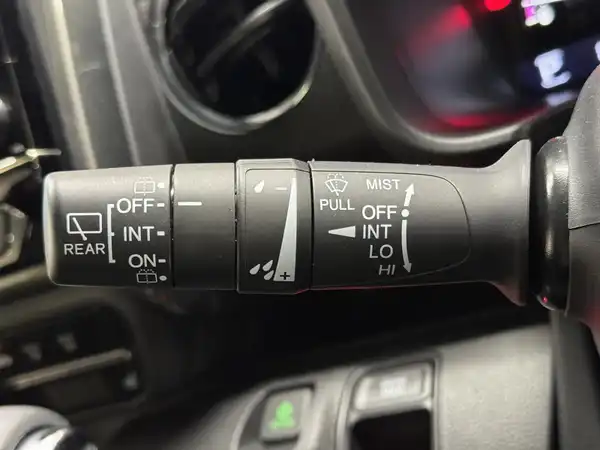 OFF
INT
ON
REAR
-
+
PULL
MIST
OFF
INT
LO
HI